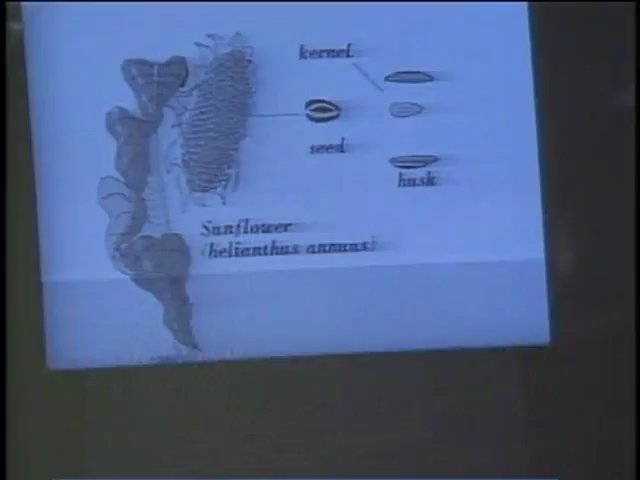 kernel
seed
husk
Sunflower
(helianthus annuus)